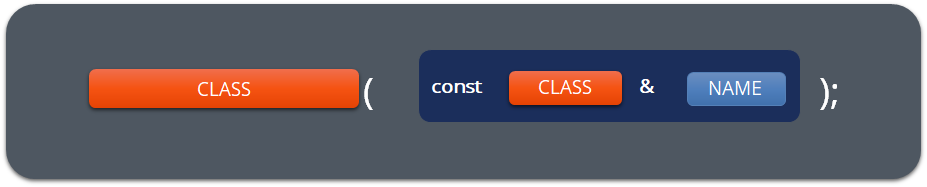 CLASS ( const CLASS & NAME );